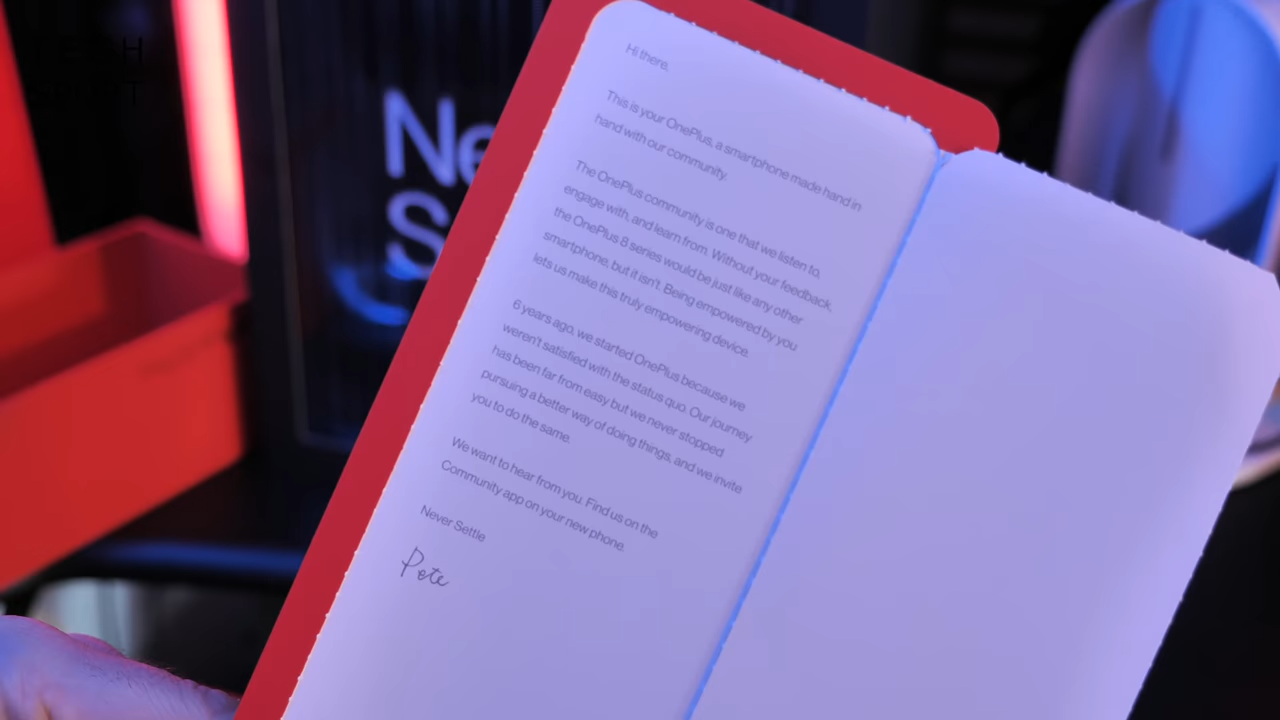 Hi there,
This is your OnePlus, a smartphone made hand in
hand with our community.
The OnePlus community is one that we listen to,
engage with, and learn from. Without your feedback,
the OnePlus 8 series would be just like any other
smartphone, but it isn't. Being empowered by you
lets us make this truly empowering device.
6 years ago, we started OnePlus because we
weren't satisfied with the status quo. Our journey
has been far from easy but we never stopped
pursuing a better way of doing things, and we invite
you to do the same.
We want to hear from you. Find us on the
Community app on your new phone.
Never Settle
Pete
Ne
S